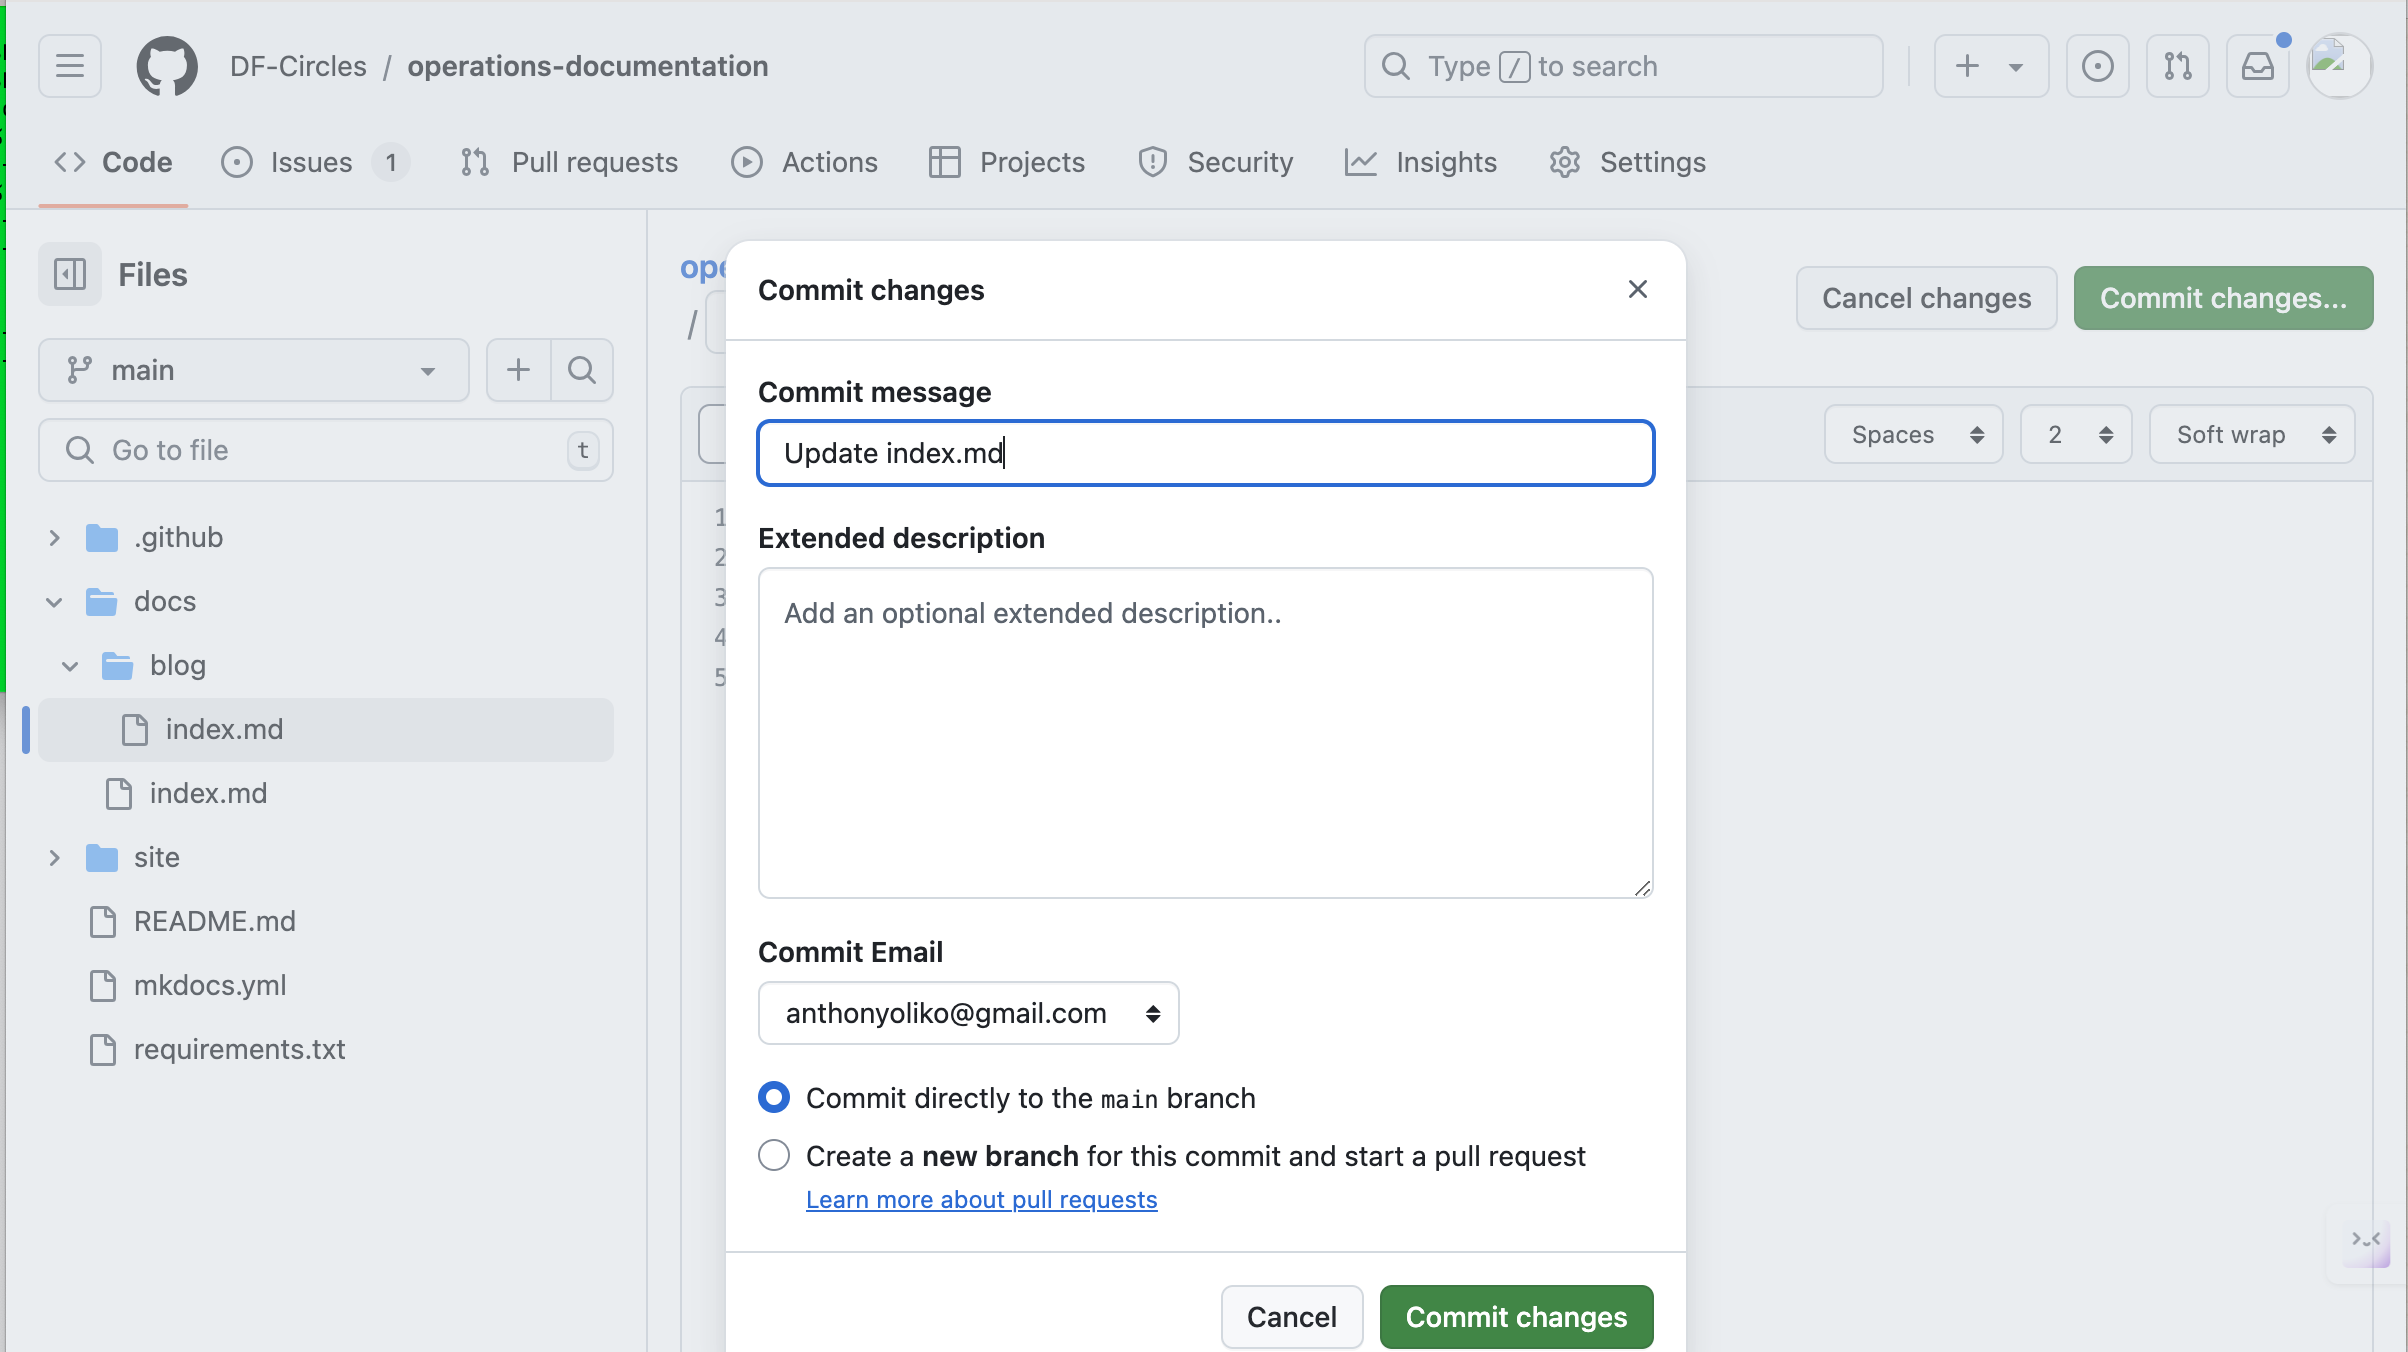 DF-Circles / operations-documentation
Type / to search
Code
Issues 1
Pull requests
Actions
Projects
Security
Insights
Settings
Files
main
Go to file t
.github
docs
blog
index.md
index.md
site
README.md
mkdocs.yml
requirements.txt
ope
/
Cancel changes
Commit changes...
Spaces
2
Soft wrap
1
2
3
4
5
Commit changes
Commit message
Update index.md
Extended description
Add an optional extended description..
Commit Email
anthonyoliko@gmail.com
Commit directly to the main branch
Create a new branch for this commit and start a pull request
Learn more about pull requests
Cancel
Commit changes